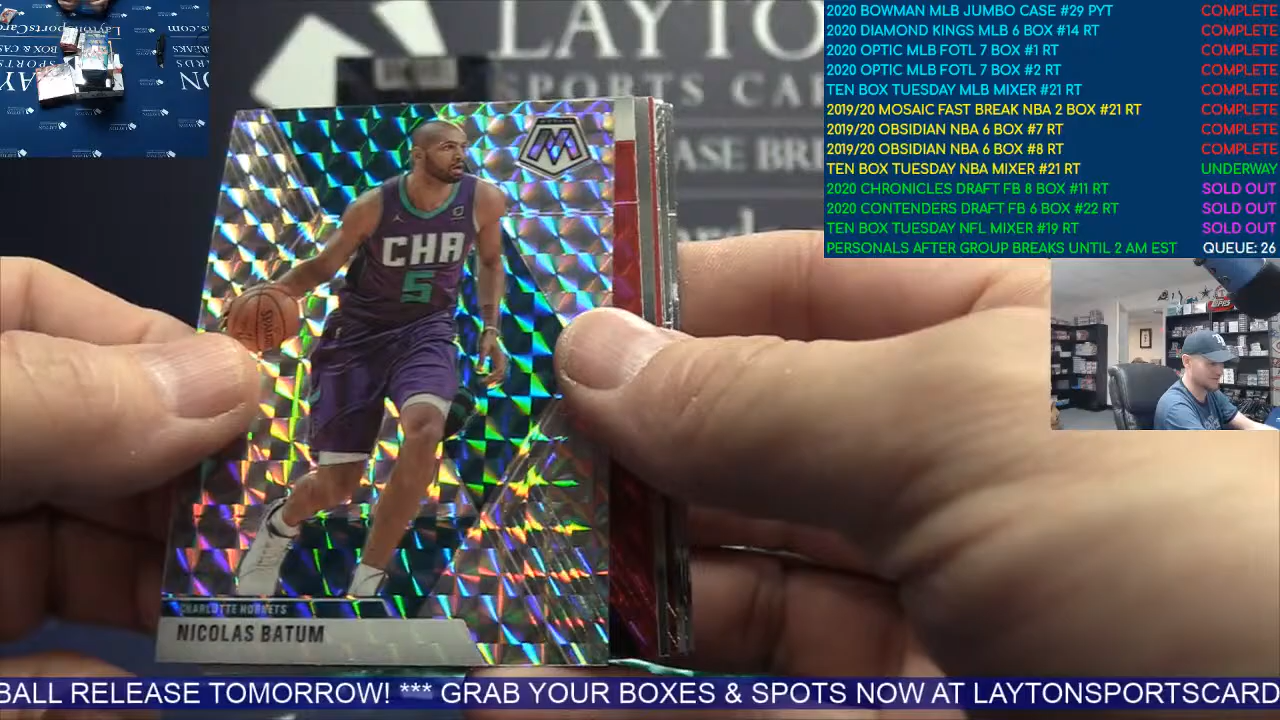 LAYTO
SPORTS CA
ASE BRE
2020 BOWMAN MLB JUMBO CASE #29 PYT COMPLETE
2020 DIAMOND KINGS MLB 6 BOX #14 RT COMPLETE
2020 OPTIC MLB FOTL 7 BOX #1 RT COMPLETE
2020 OPTIC MLB FOTL 7 BOX #2 RT COMPLETE
TEN BOX TUESDAY MLB MIXER #21 RT COMPLETE
2019/20 MOSAIC FAST BREAK NBA 2 BOX #21 RT COMPLETE
2019/20 OBSIDIAN NBA 6 BOX #7 RT COMPLETE
2019/20 OBSIDIAN NBA 6 BOX #8 RT COMPLETE
TEN BOX TUESDAY NBA MIXER #21 RT UNDERWAY
2020 CHRONICLES DRAFT FB 8 BOX #11 RT SOLD OUT
2020 CONTENDERS DRAFT FB 6 BOX #22 RT SOLD OUT
TEN BOX TUESDAY NFL MIXER #19 RT SOLD OUT
PERSONALS AFTER GROUP BREAKS UNTIL 2 AM EST QUEUE: 26
CHA
5
SPALDING
CHARLOTTE HORNETS
NICOLAS BATUM
BALL RELEASE TOMORROW! *** GRAB YOUR BOXES & SPOTS NOW AT LAYTONSPORTSCARD